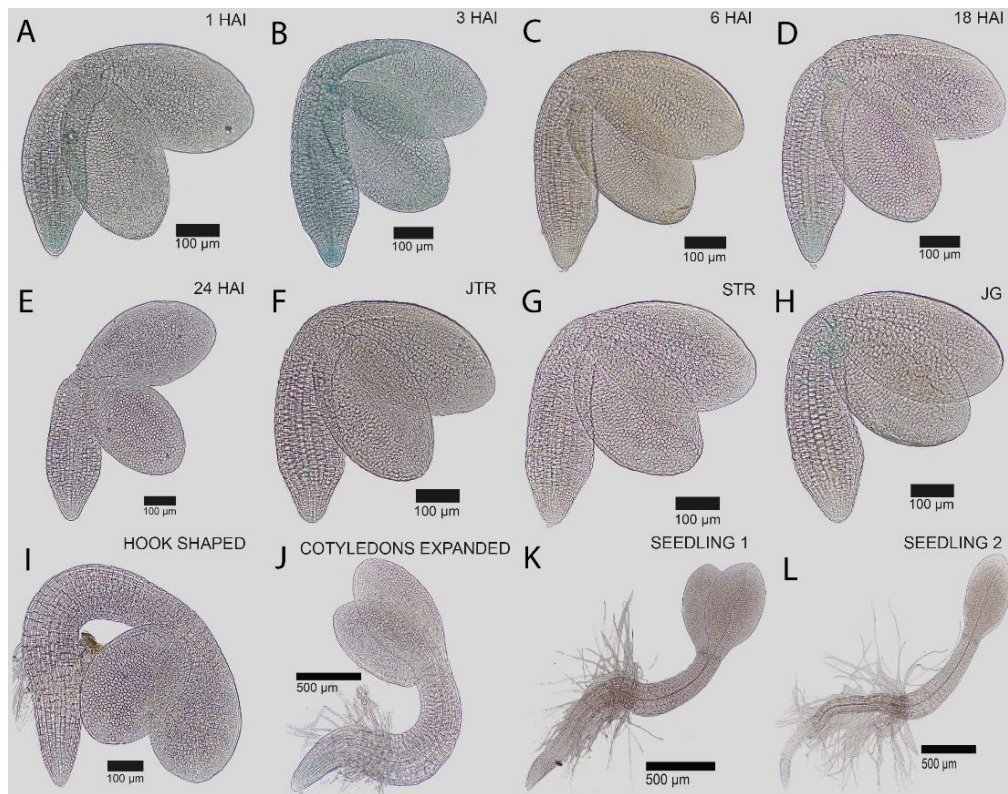 A 1 HAI
100 µm
B 3 HAI
100 µm
C 6 HAI
100 µm
D 18 HAI
100 µm
E 24 HAI
100 µm
F JTR
100 µm
G STR
100 µm
H JG
100 µm
I HOOK SHAPED
100 µm
J COTYLEDONS EXPANDED
500 µm
K SEEDLING 1
500 µm
L SEEDLING 2
500 µm